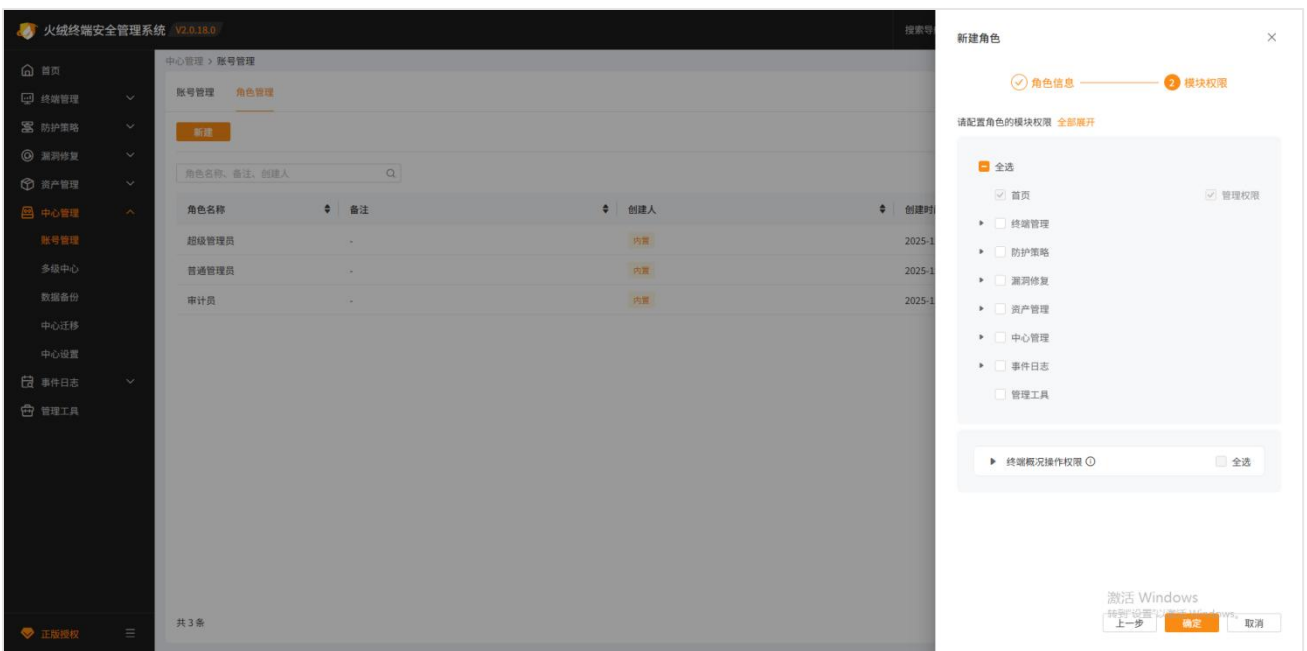 火绒终端安全管理系统 V2.0.18.0
搜索导
首页
终端管理
防护策略
漏洞修复
资产管理
中心管理
账号管理
多级中心
数据备份
中心迁移
中心设置
事件日志
管理工具
正版授权
中心管理 > 账号管理
账号管理 角色管理
新建
角色名称、备注、创建人
角色名称 备注 创建人 创建时
超级管理员 - 内置 2025-1
普通管理员 - 内置 2025-1
审计员 - 内置 2025-1
共 3 条
新建角色
角色信息 2 模块权限
请配置角色的模块权限 全部展开
全选
首页 管理权限
终端管理
防护策略
漏洞修复
资产管理
中心管理
事件日志
管理工具
终端概况操作权限 全选
激活 Windows
转到"设置"以激活 Windows。
上一步 确定 取消